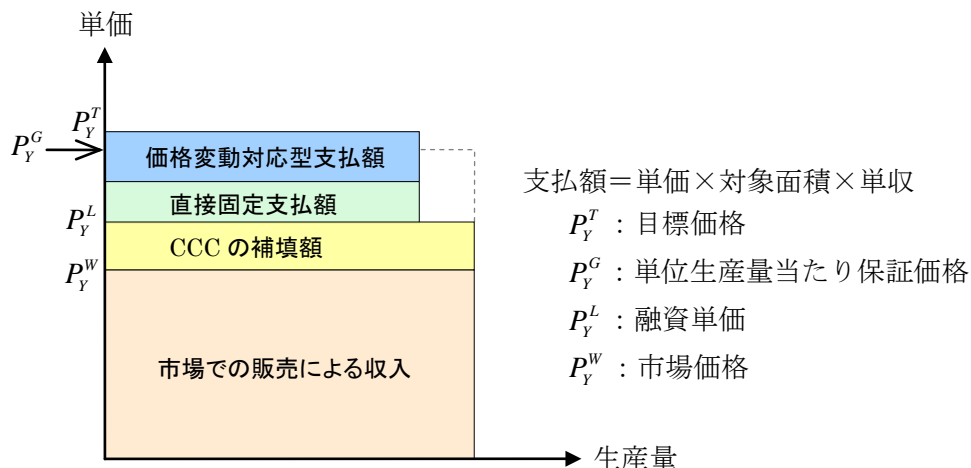 単価
P_Y^T
P_Y^G
価格変動対応型支払額
直接固定支払額
P_Y^L
CCC の補填額
P_Y^W
市場での販売による収入
生産量
支払額＝単価×対象面積×単収
P_Y^T：目標価格
P_Y^G：単位生産量当たり保証価格
P_Y^L：融資単価
P_Y^W：市場価格